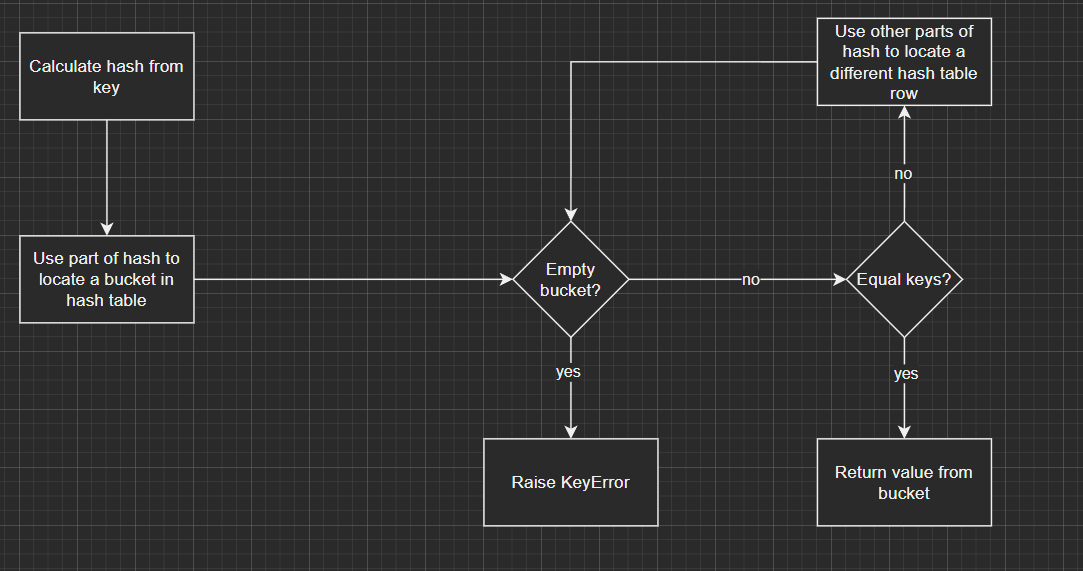 Calculate hash from
key
Use part of hash to
locate a bucket in
hash table
Empty
bucket?
yes
Raise KeyError
no
Equal keys?
no
Use other parts of
hash to locate a
different hash table
row
yes
Return value from
bucket